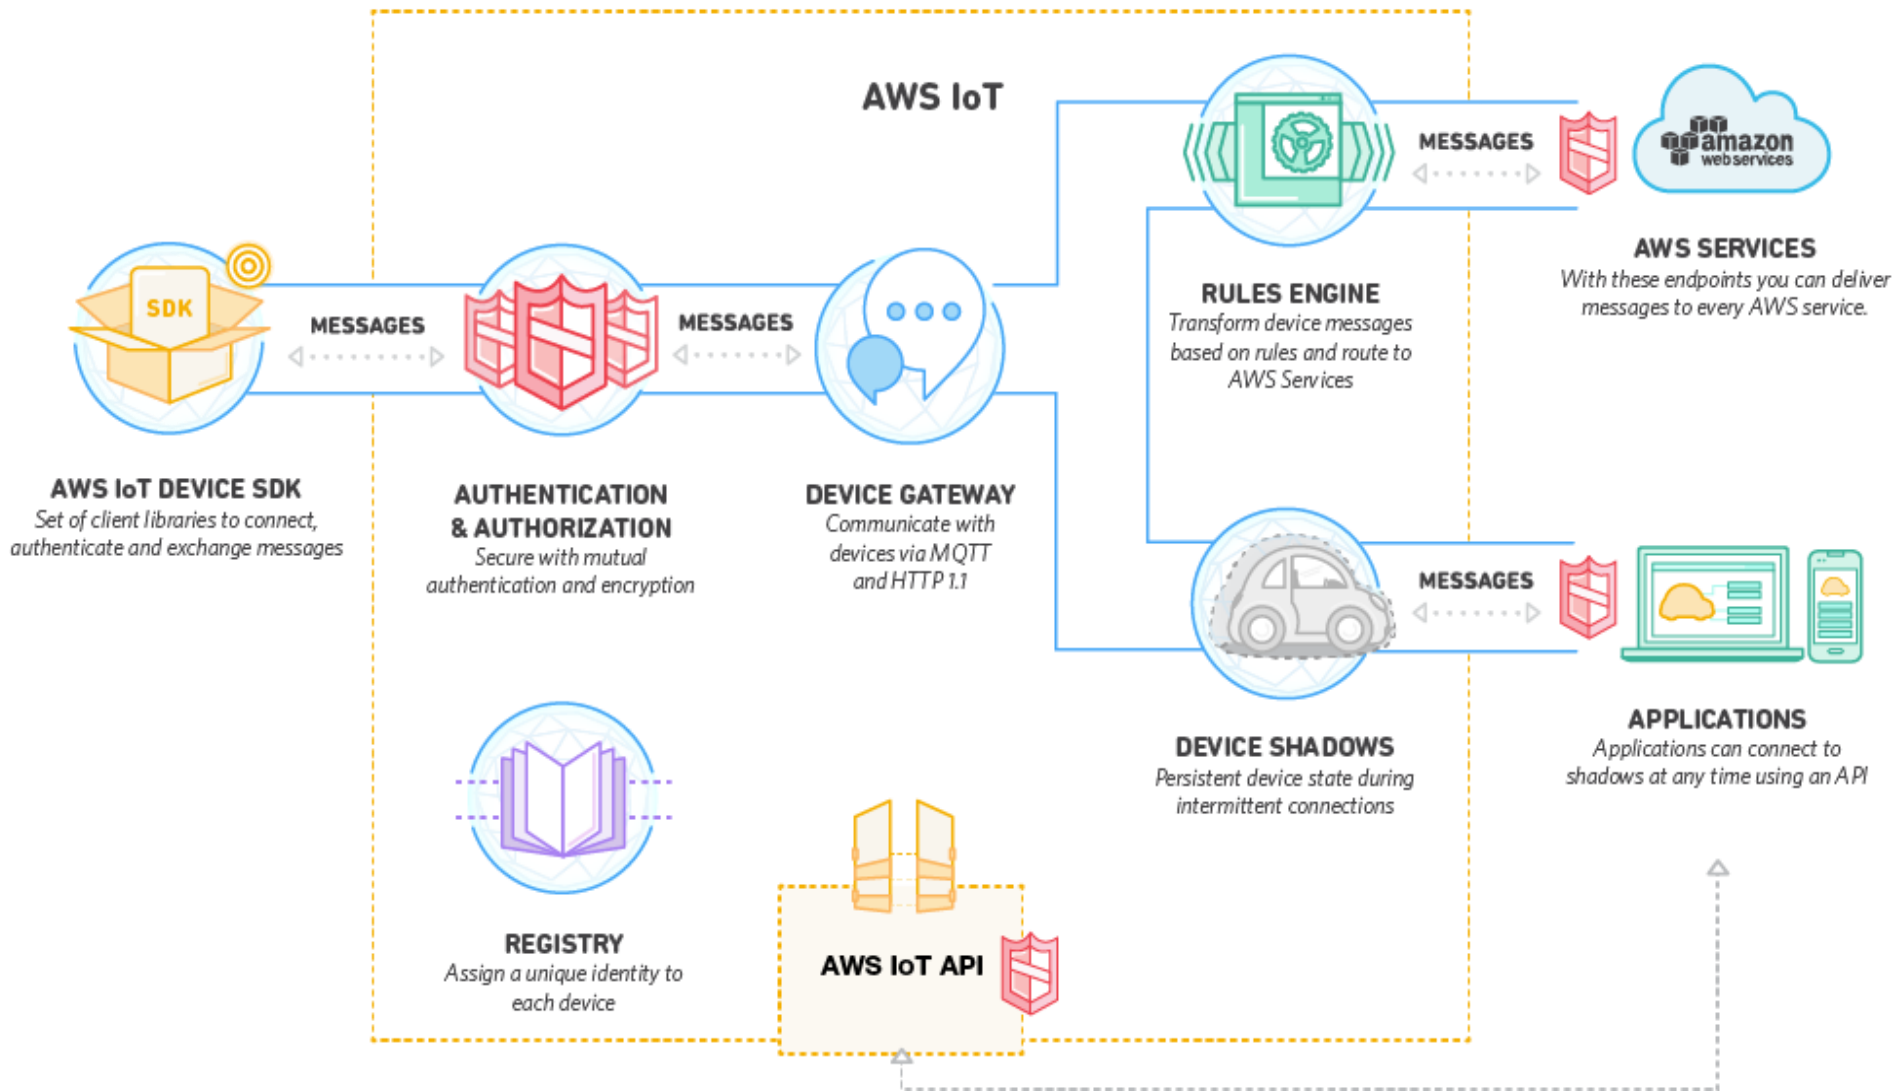 AWS IoT
SDK
MESSAGES
MESSAGES
MESSAGES
amazon
web services
AWS IoT DEVICE SDK
Set of client libraries to connect,
authenticate and exchange messages
AUTHENTICATION
& AUTHORIZATION
Secure with mutual
authentication and encryption
DEVICE GATEWAY
Communicate with
devices via MQTT
and HTTP 1.1
RULES ENGINE
Transform device messages
based on rules and route to
AWS Services
AWS SERVICES
With these endpoints you can deliver
messages to every AWS service.
MESSAGES
DEVICE SHADOWS
Persistent device state during
intermittent connections
APPLICATIONS
Applications can connect to
shadows at any time using an API
REGISTRY
Assign a unique identity to
each device
AWS IoT API